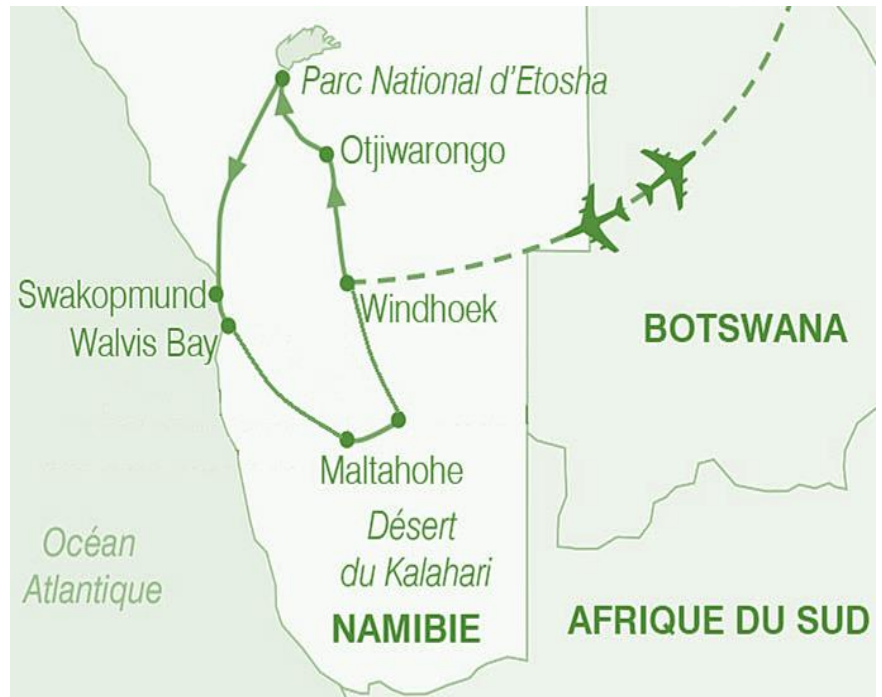 Parc National d'Etosha
Otjiwarongo
Swakopmund
Windhoek
Walvis Bay
BOTSWANA
Maltahohe
Désert
du Kalahari
Océan
Atlantique
NAMIBIE
AFRIQUE DU SUD